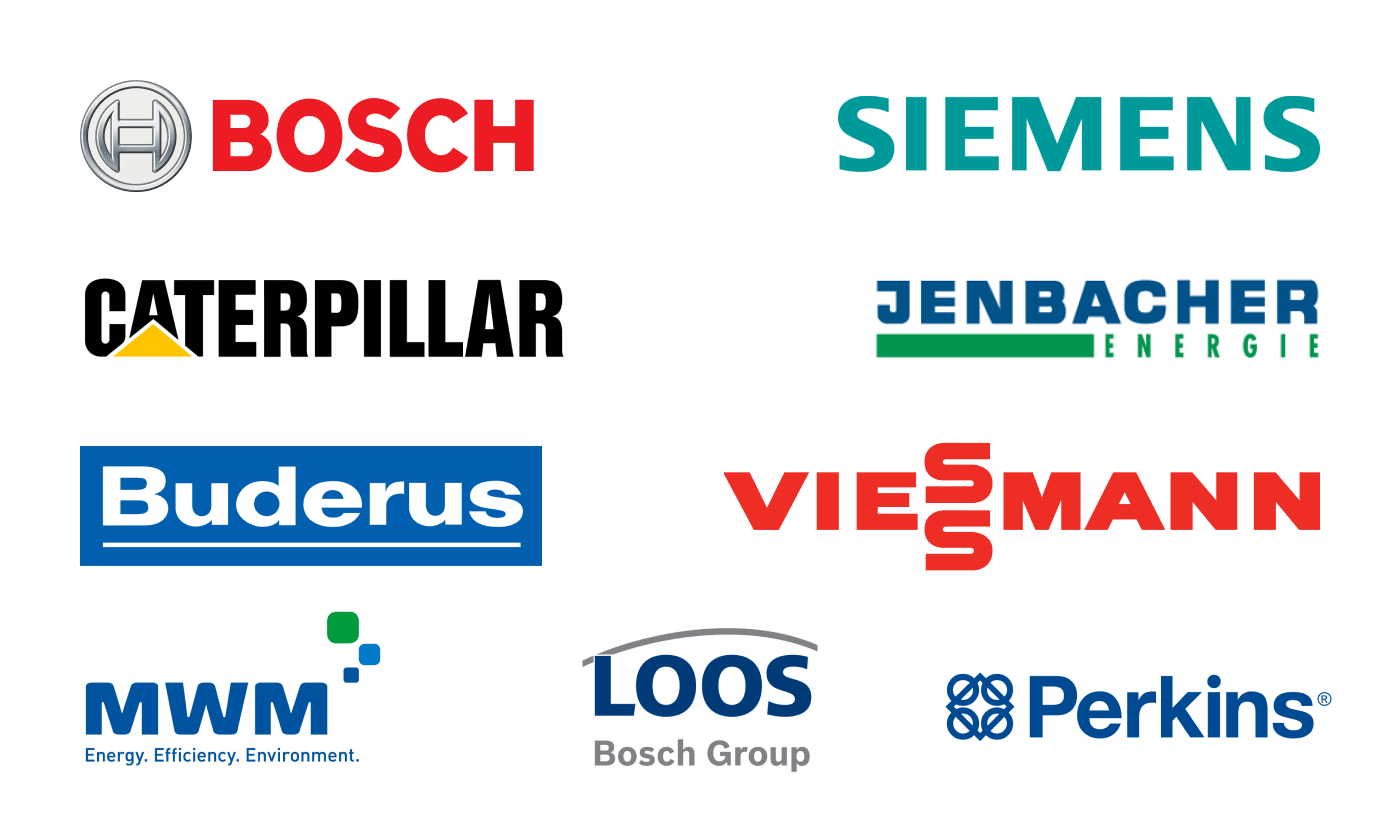 BOSCH
SIEMENS
CATERPILLAR
JENBACHER
ENERGIE
Buderus
VIESSMANN
MWM
Energy. Efficiency. Environment.
LOOS
Bosch Group
Perkins®